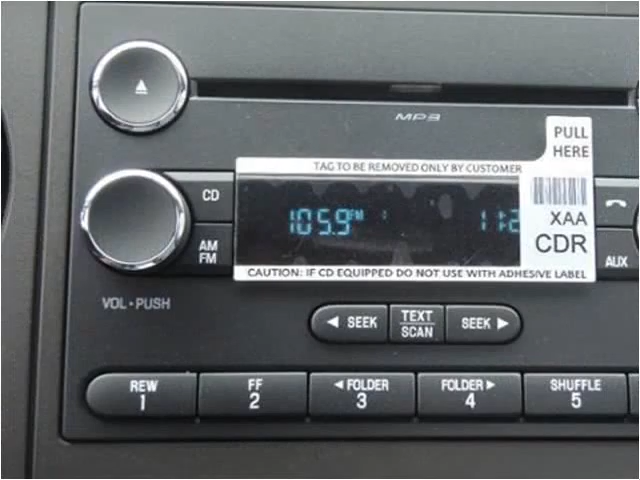 MP3
PULL
HERE
TAG TO BE REMOVED ONLY BY CUSTOMER
CD
105.9 FM
XAA
CDR
AM
FM
AUX
CAUTION: IF CD EQUIPPED DO NOT USE WITH ADHESIVE LABEL
VOL • PUSH
◄ SEEK
TEXT
SCAN
SEEK ►
REW
1
FF
2
◄ FOLDER
3
FOLDER ►
4
SHUFFLE
5